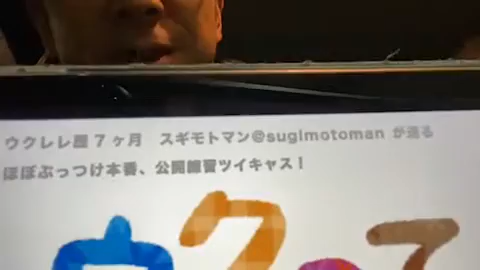 ウクレレ歴7ヶ月 スギモトマン@sugimotoman が送る
ほぼぶっつけ本番、公開練習ツイキャス!
ウク